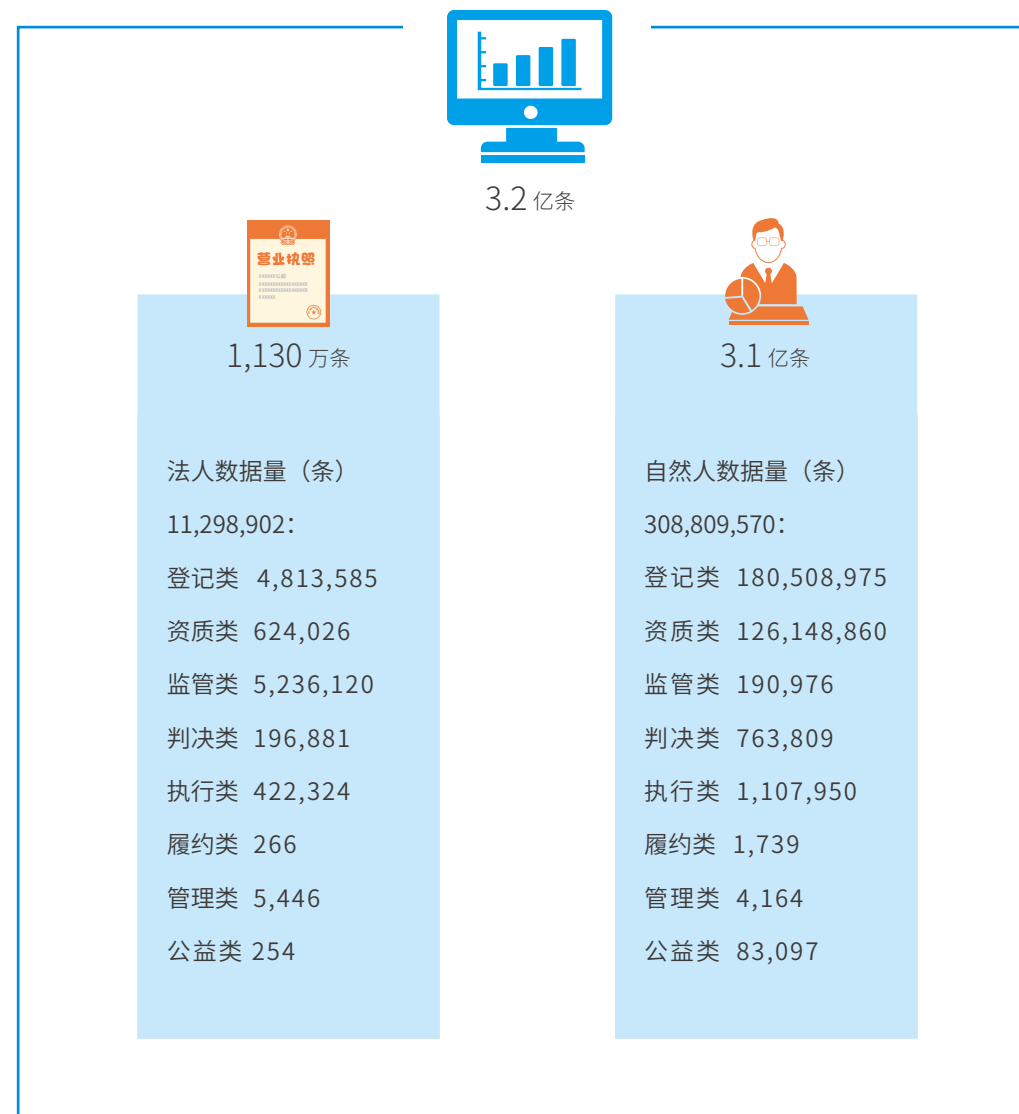 3.2 亿条
营业执照
1,130 万条
法人数据量（条）
11,298,902：
登记类 4,813,585
资质类 624,026
监管类 5,236,120
判决类 196,881
执行类 422,324
履约类 266
管理类 5,446
公益类 254
3.1 亿条
自然人数据量（条）
308,809,570：
登记类 180,508,975
资质类 126,148,860
监管类 190,976
判决类 763,809
执行类 1,107,950
履约类 1,739
管理类 4,164
公益类 83,097